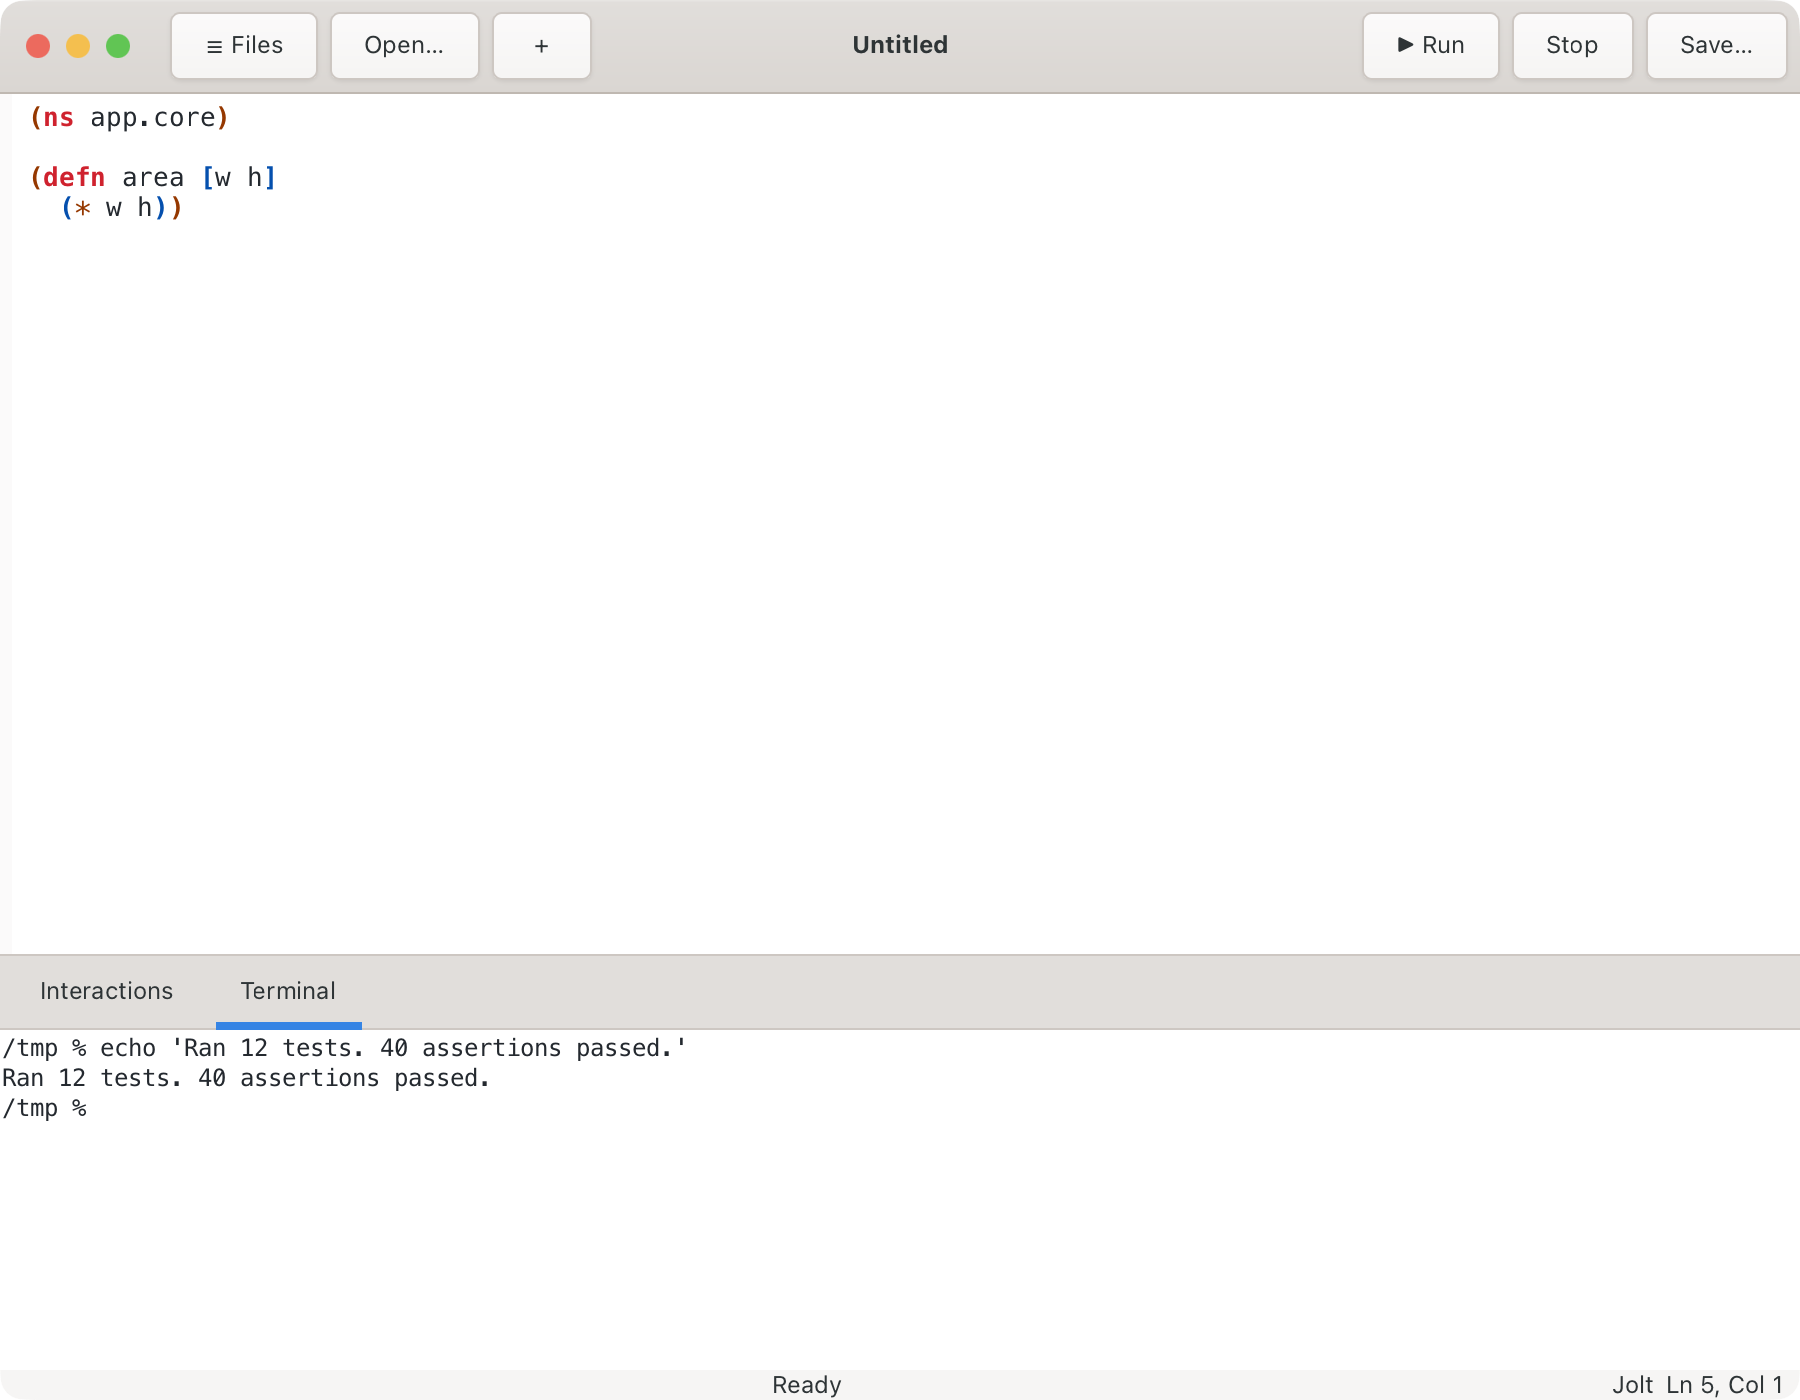 ≡ Files
Open...
+
Untitled
▶ Run
Stop
Save...
(ns app.core)
(defn area [w h]
  (* w h))
Interactions
Terminal
/tmp % echo 'Ran 12 tests. 40 assertions passed.'
Ran 12 tests. 40 assertions passed.
/tmp %
Ready
Jolt Ln 5, Col 1